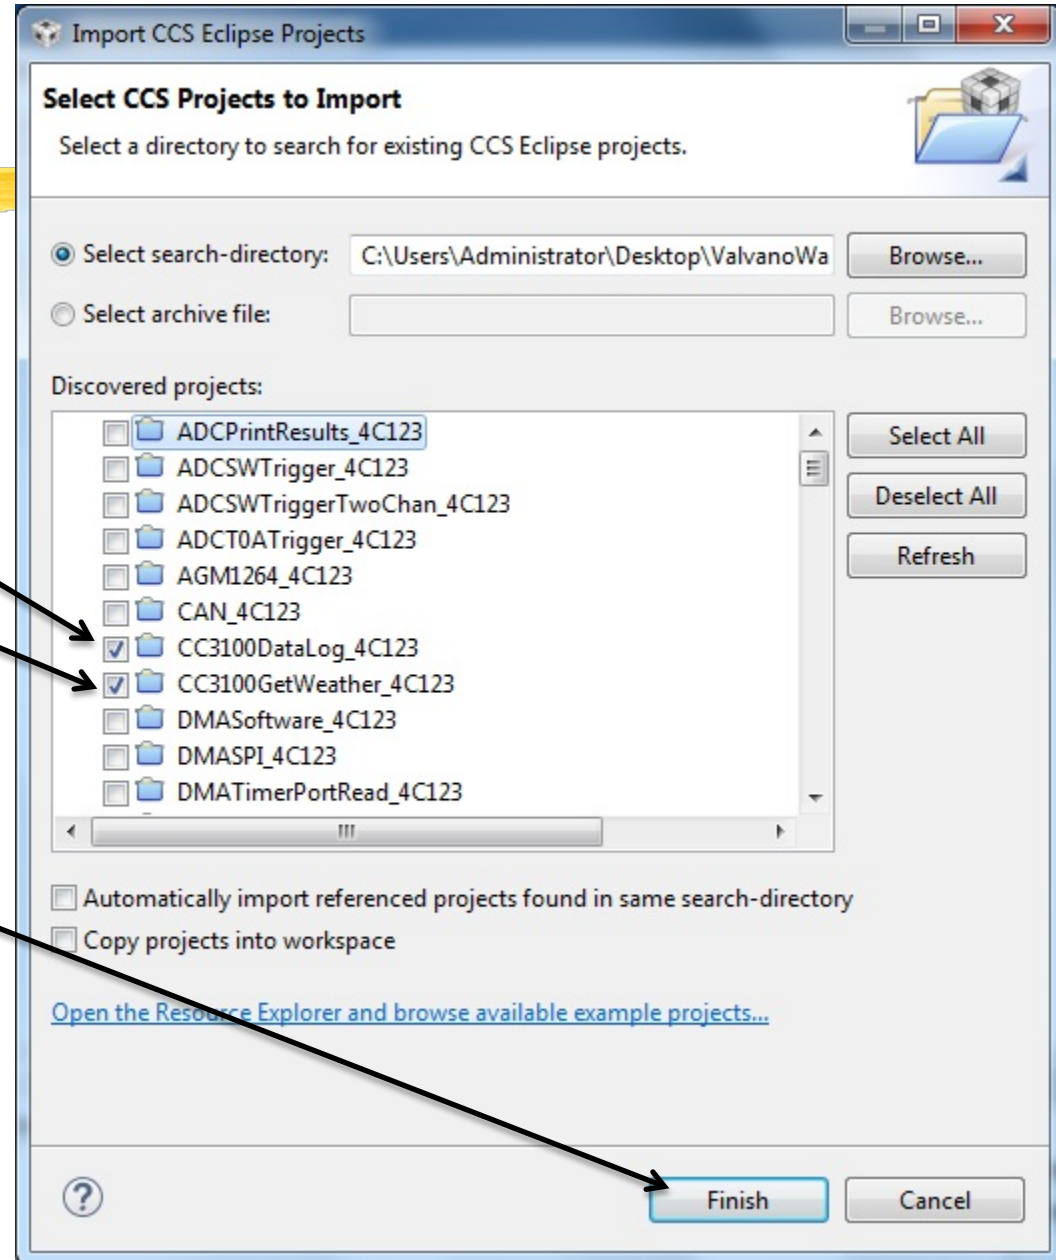 Import CCS Eclipse Projects
Select CCS Projects to Import
Select a directory to search for existing CCS Eclipse projects.
Select search-directory: C:\Users\Administrator\Desktop\ValvanoWa Browse...
Select archive file: Browse...
Discovered projects:
ADCPrintResults_4C123
Select All
ADCSWTrigger_4C123
ADCSWTriggerTwoChan_4C123
Deselect All
ADCT0ATrigger_4C123
Refresh
AGM1264_4C123
CAN_4C123
CC3100DataLog_4C123
CC3100GetWeather_4C123
DMASoftware_4C123
DMASPI_4C123
DMATimerPortRead_4C123
Automatically import referenced projects found in same search-directory
Copy projects into workspace
Open the Resource Explorer and browse available example projects...
? Finish Cancel